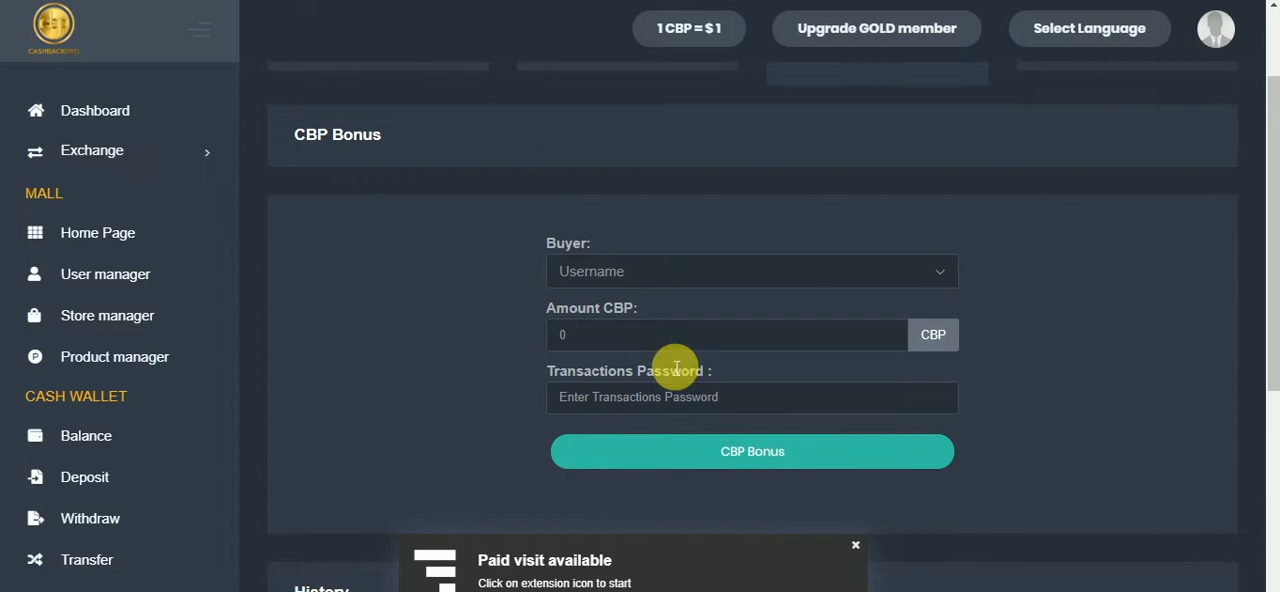 CASHBACKPRO
1 CBP = $ 1
Upgrade GOLD member
Select Language
Dashboard
Exchange
MALL
Home Page
User manager
Store manager
Product manager
CASH WALLET
Balance
Deposit
Withdraw
Transfer
CBP Bonus
Buyer:
Username
Amount CBP:
0
CBP
Transactions Password :
Enter Transactions Password
CBP Bonus
Paid visit available
Click on extension icon to start
History